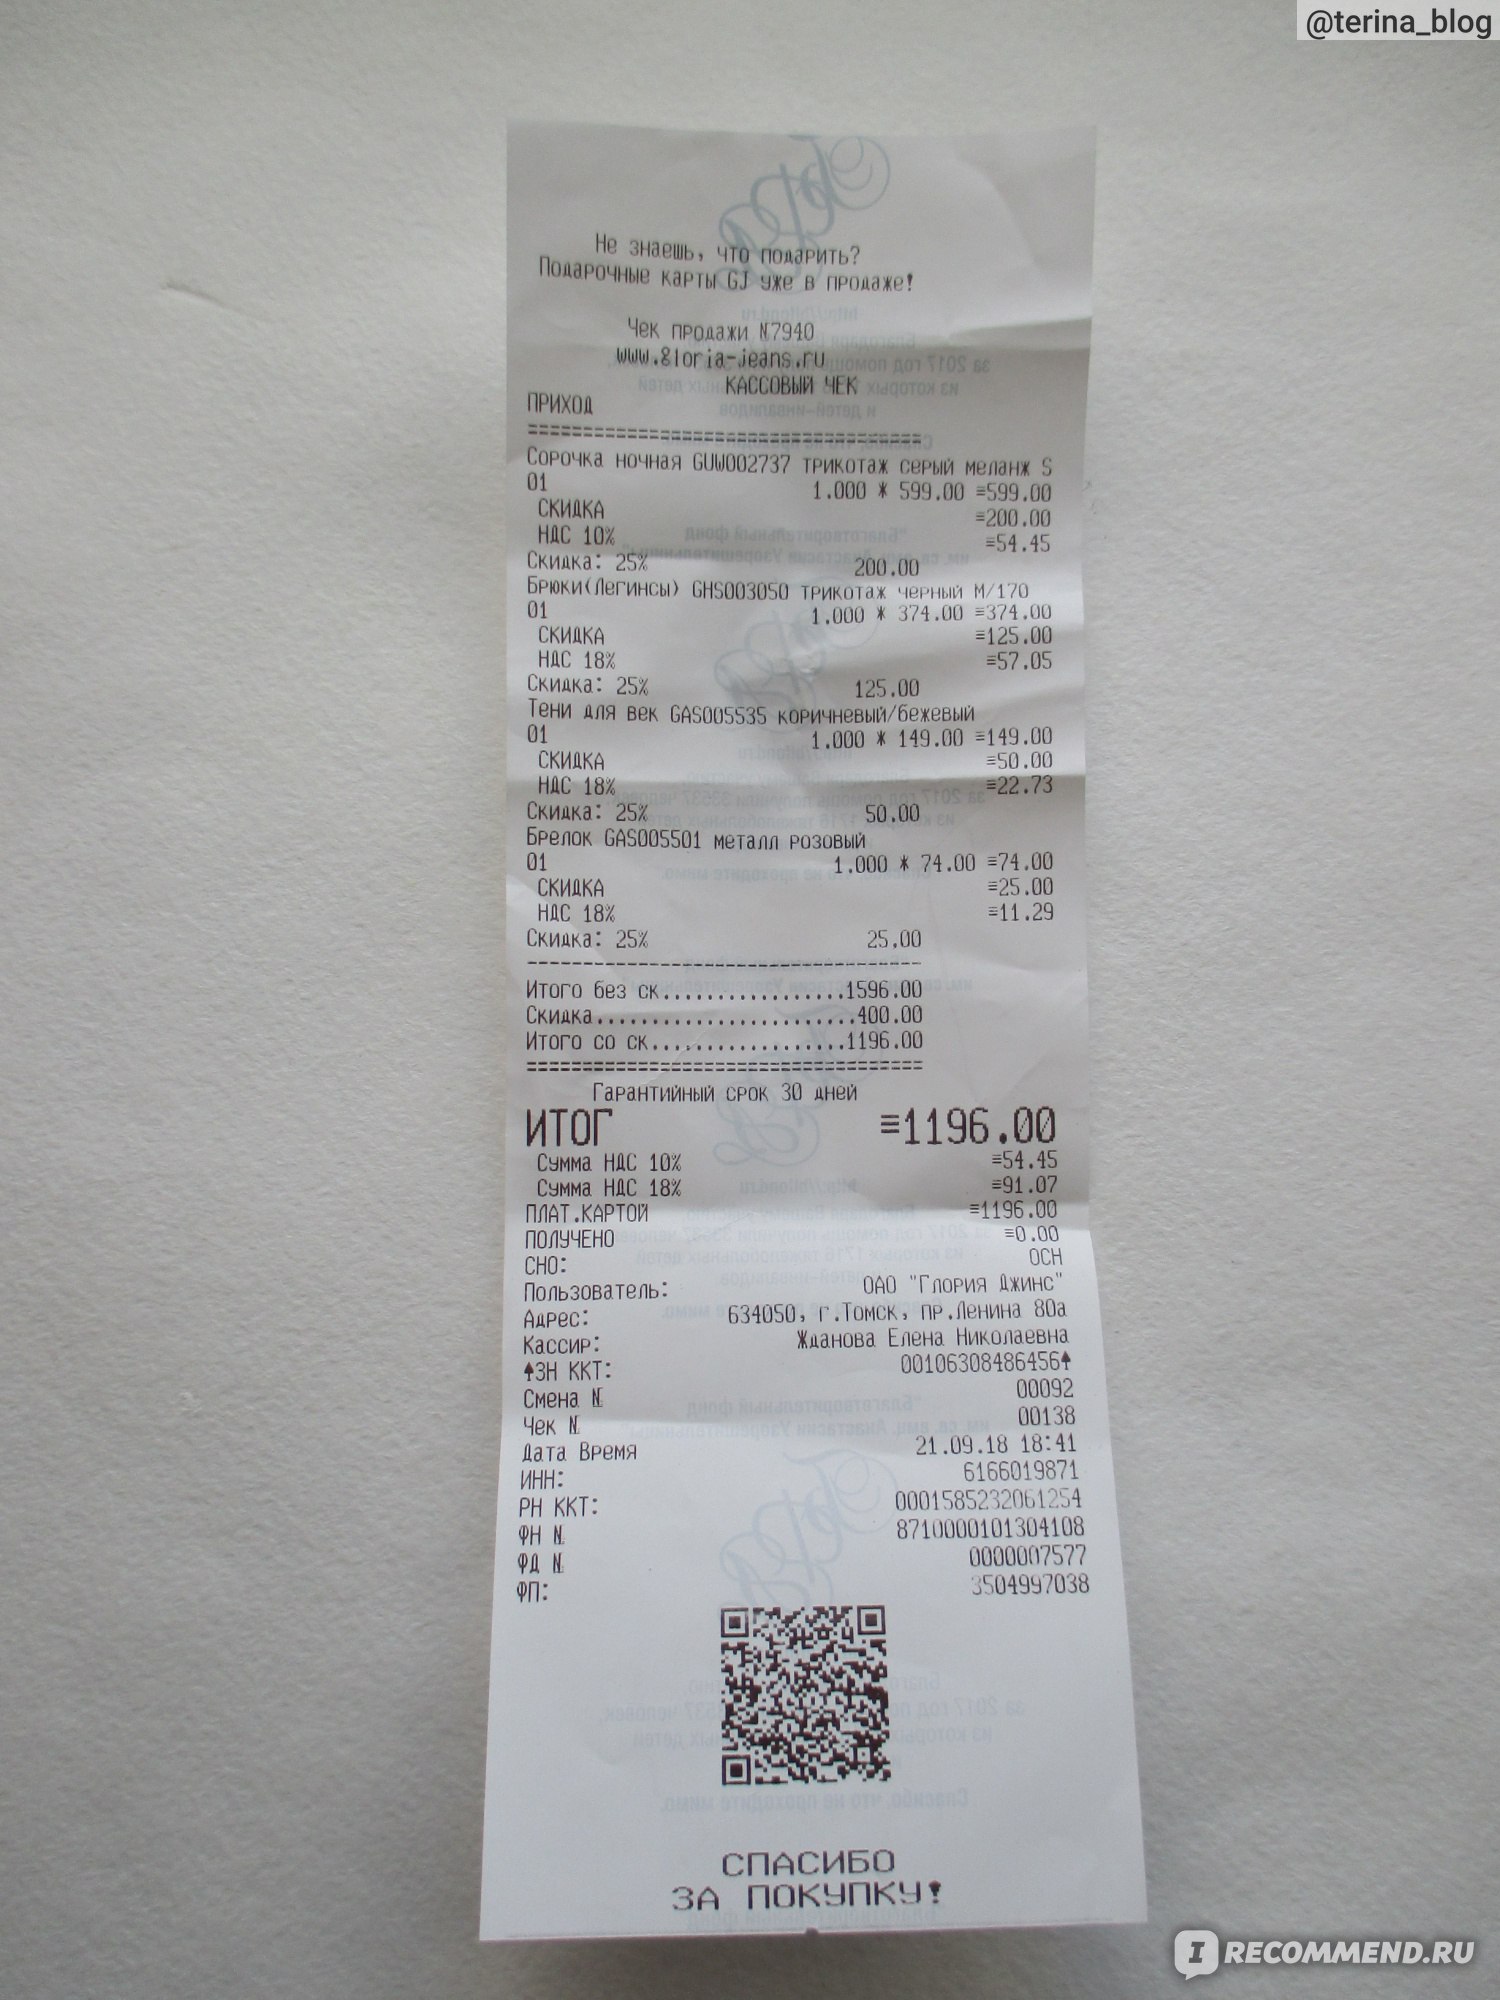 @terina_blog
Не знаешь, что подарить?
Подарочные карты GJ уже в продаже!
Чек продажи №7940
www.gloria-jeans.ru
КАССОВЫЙ ЧЕК
ПРИХОД
====================================
Сорочка ночная GUW002737 трикотаж серый меланж S
01 1.000 * 599.00 ≡599.00
СКИДКА ≡200.00
НДС 10% ≡54.45
Скидка: 25% 200.00
Брюки(Легинсы) GHS003050 трикотаж черный M/170
01 1.000 * 374.00 ≡374.00
СКИДКА ≡125.00
НДС 18% ≡57.05
Скидка: 25% 125.00
Тени для век GAS005535 коричневый/бежевый
01 1.000 * 149.00 ≡149.00
СКИДКА ≡50.00
НДС 18% ≡22.73
Скидка: 25% 50.00
Брелок GAS005501 металл розовый
01 1.000 * 74.00 ≡74.00
СКИДКА ≡25.00
НДС 18% ≡11.29
Скидка: 25% 25.00
------------------------------------
Итого без ск.................1596.00
Скидка........................400.00
Итого со ск..................1196.00
====================================
Гарантийный срок 30 дней
ИТОГ ≡1196.00
Сумма НДС 10% ≡54.45
Сумма НДС 18% ≡91.07
ПЛАТ.КАРТОЙ ≡1196.00
ПОЛУЧЕНО ≡0.00
СНО: ОСН
Пользователь: ОАО "Глория Джинс"
Адрес: 634050, г.Томск, пр.Ленина 80а
Кассир: Жданова Елена Николаевна
ЗН ККТ: 00106308486456
Смена № 00092
Чек № 00138
Дата Время 21.09.18 18:41
ИНН: 6166019871
РН ККТ: 0001585232061254
ФН № 8710000101304108
ФД № 0000007577
ФП: 3504997038
СПАСИБО
ЗА ПОКУПКУ!
IRECOMMEND.RU